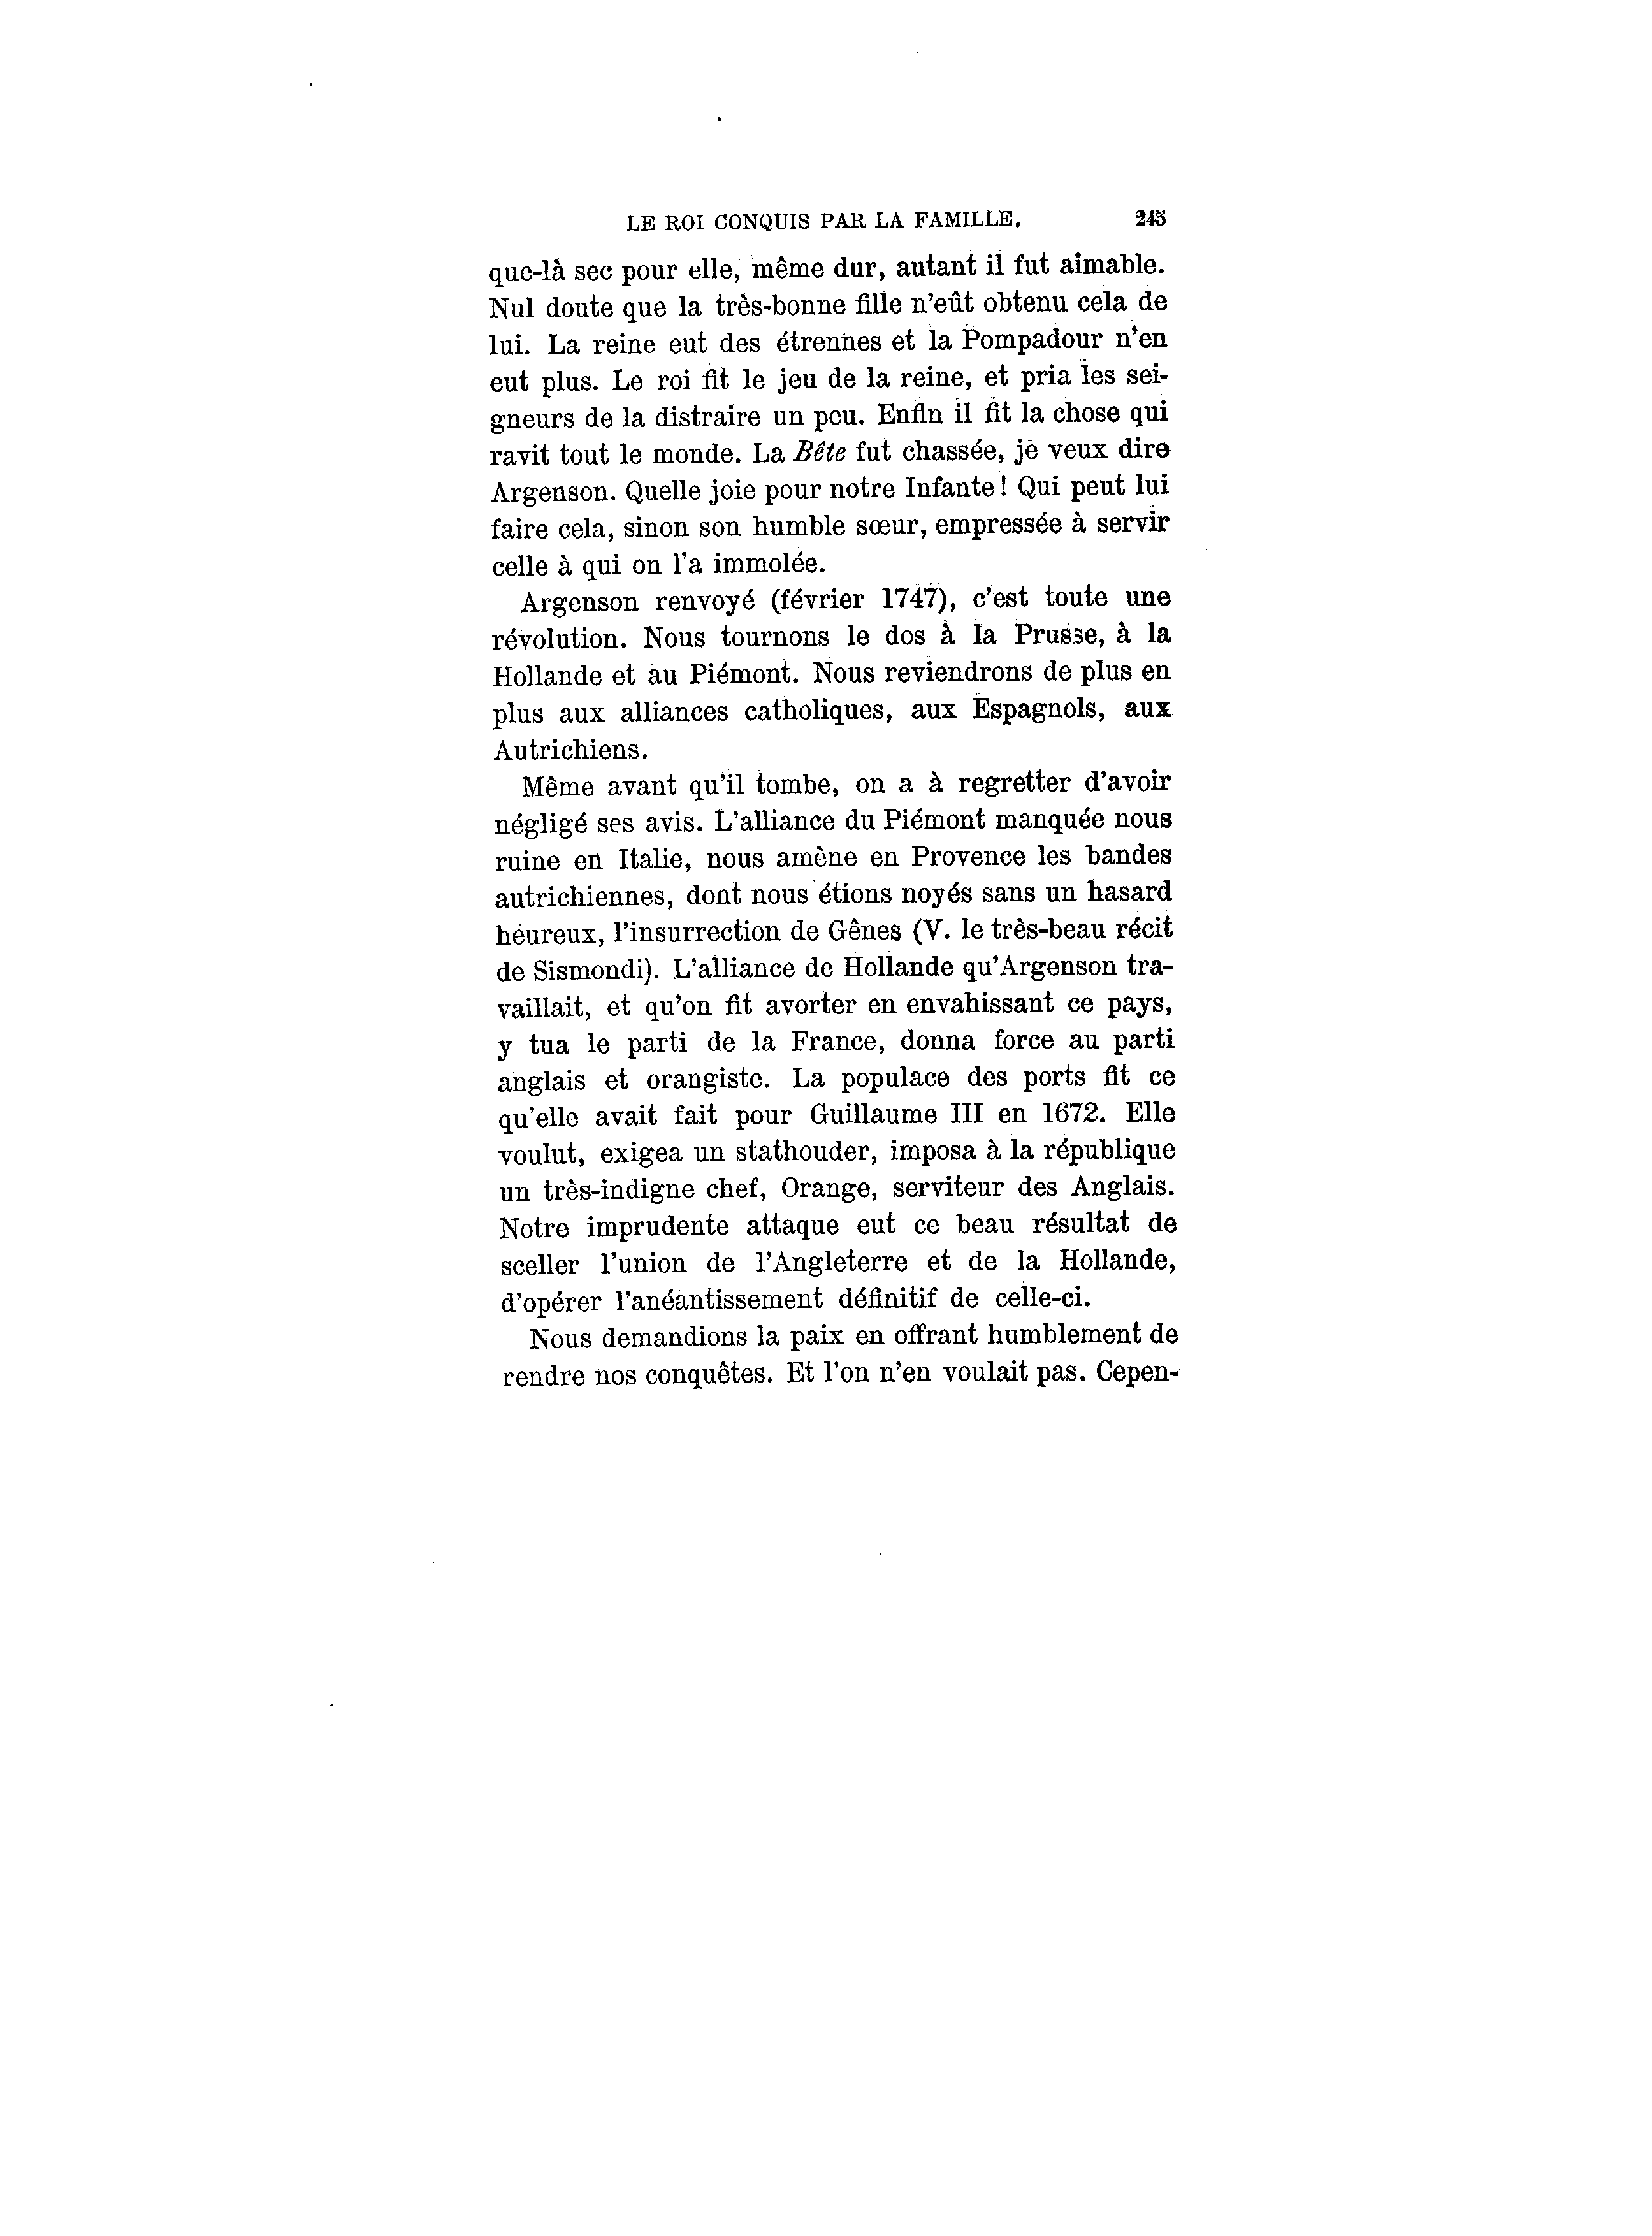 LE ROI CONQUIS PAR LA FAMILLE. 245
que-là sec pour elle, même dur, autant il fut aimable.
Nul doute que la très-bonne fille n'eût obtenu cela de
lui. La reine eut des étrennes et la Pompadour n'en
eut plus. Le roi fit le jeu de la reine, et pria les sei-
gneurs de la distraire un peu. Enfin il fit la chose qui
ravit tout le monde. La Bête fut chassée, je veux dire
Argenson. Quelle joie pour notre Infante! Qui peut lui
faire cela, sinon son humble sœur, empressée à servir
celle à qui on l'a immolée.
Argenson renvoyé (février 1747), c'est toute une
révolution. Nous tournons le dos à la Prusse, à la
Hollande et au Piémont. Nous reviendrons de plus en
plus aux alliances catholiques, aux Espagnols, aux
Autrichiens.
Même avant qu'il tombe, on a à regretter d'avoir
négligé ses avis. L'alliance du Piémont manquée nous
ruine en Italie, nous amène en Provence les bandes
autrichiennes, dont nous étions noyés sans un hasard
heureux, l'insurrection de Gênes (V. le très-beau récit
de Sismondi). L'alliance de Hollande qu'Argenson tra-
vaillait, et qu'on fit avorter en envahissant ce pays,
y tua le parti de la France, donna force au parti
anglais et orangiste. La populace des ports fit ce
qu'elle avait fait pour Guillaume III en 1672. Elle
voulut, exigea un stathouder, imposa à la république
un très-indigne chef, Orange, serviteur des Anglais.
Notre imprudente attaque eut ce beau résultat de
sceller l'union de l'Angleterre et de la Hollande,
d'opérer l'anéantissement définitif de celle-ci.
Nous demandions la paix en offrant humblement de
rendre nos conquêtes. Et l'on n'en voulait pas. Cepen-